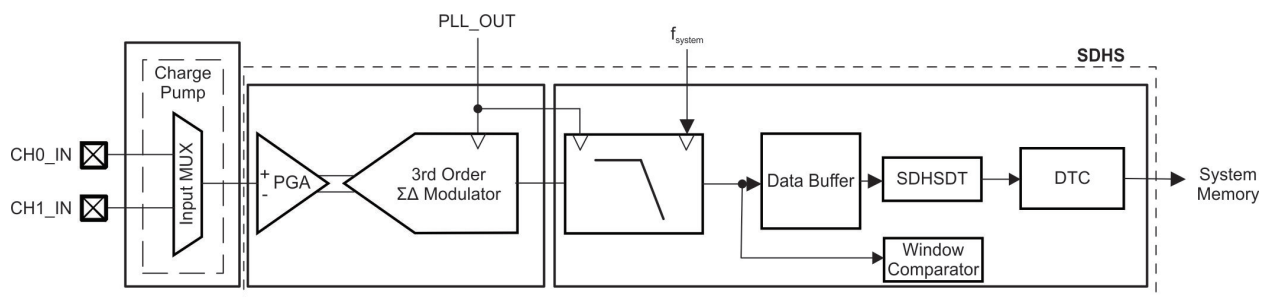 PLL_OUT
f_system
SDHS
Charge
Pump
CH0_IN
CH1_IN
Input MUX
+
-
PGA
3rd Order
ΣΔ Modulator
Data Buffer
SDHSDT
DTC
System
Memory
Window
Comparator